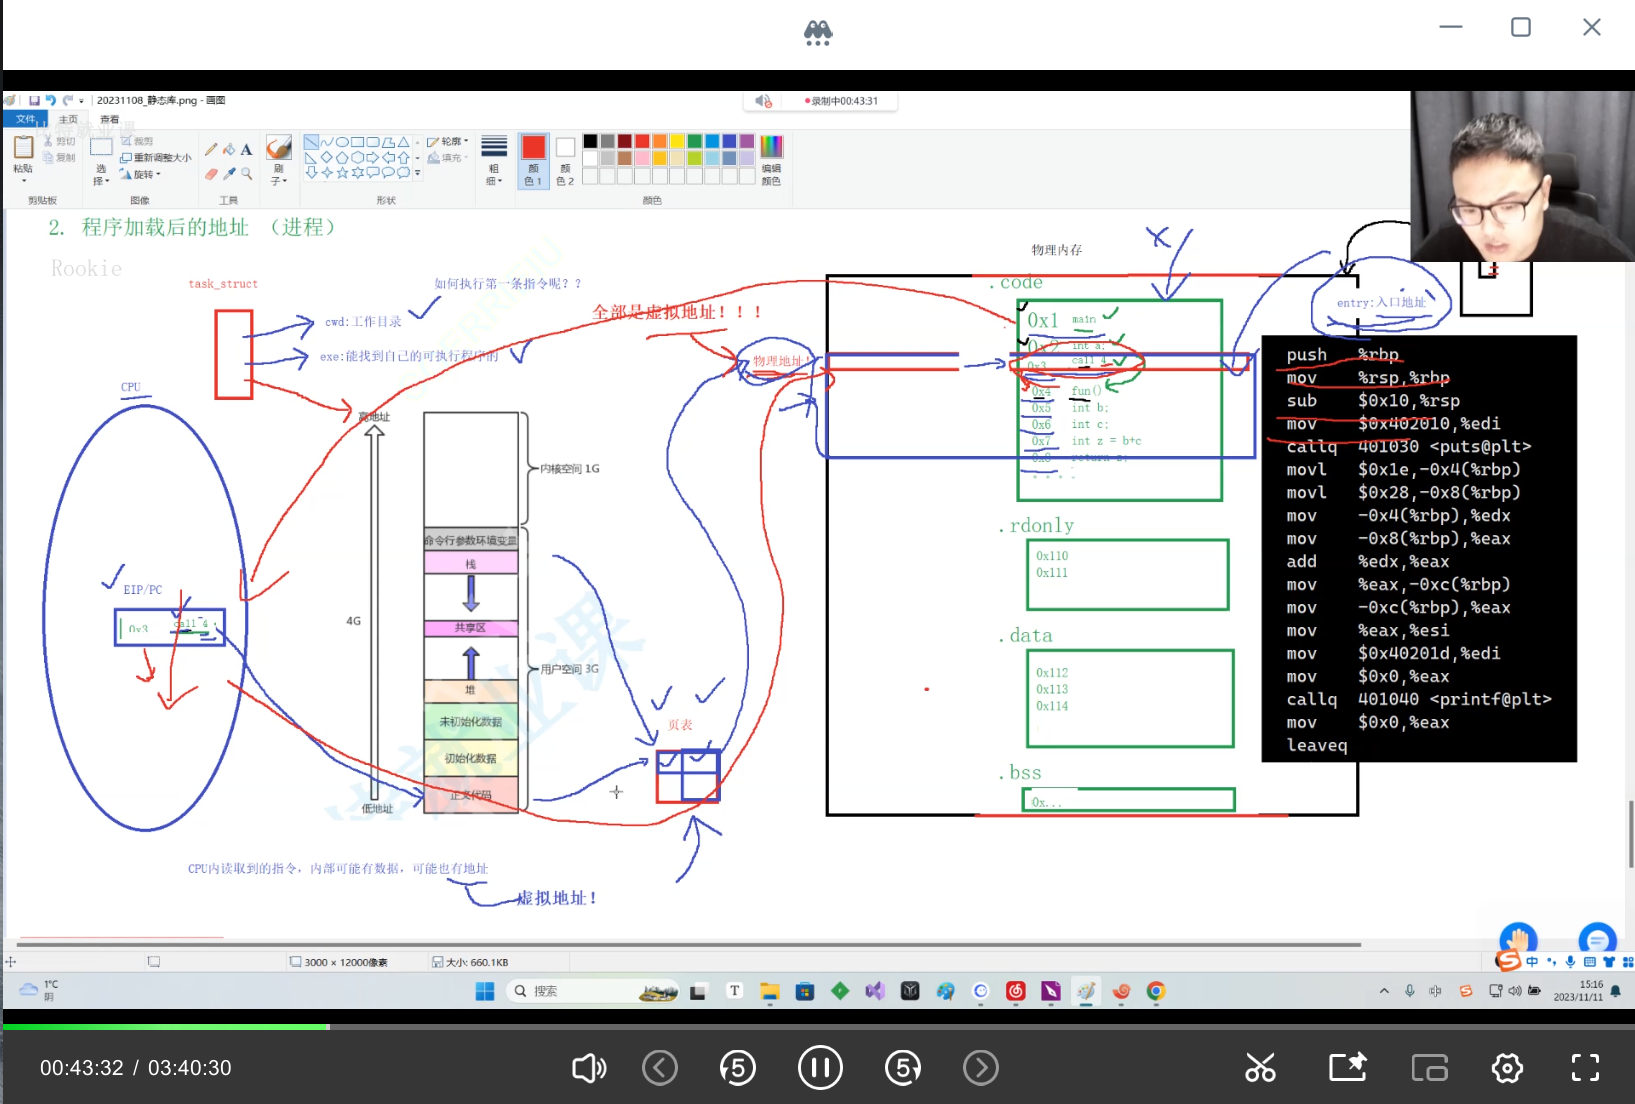 20231108_静态库.png - 画图
录制中00:43:31
文件
主页
查看
粘贴
剪切
复制
选择
裁剪
重新调整大小
旋转
刷子
轮廓
填充
粗细
颜色 1
颜色 2
编辑颜色
剪贴板
图像
工具
形状
颜色
2. 程序加载后的地址 （进程）
Rookie
task_struct
如何执行第一条指令呢？？
cwd:工作目录
exe:能找到自己的可执行程序的
全部是虚拟地址！！！
物理地址！
物理内存
entry:入口地址
CPU
EIP/PC
0x3
call 4
高地址
4G
低地址
内核空间 1G
命令行参数环境变量
栈
共享区
用户空间 3G
堆
未初始化数据
初始化数据
正文代码
页表
CPU内读取到的指令，内部可能有数据，可能也有地址
虚拟地址！
.code
0x1 main
0x2 int a;
0x3 call 4
0x4 fun()
0x5 int b;
0x6 int c;
0x7 int z = b+c
0x8 return z;
. . . .
.rdonly
0x110
0x111
.data
0x112
0x113
0x114
.bss
0x...
push %rbp
mov %rsp,%rbp
sub $0x10,%rsp
mov $0x402010,%edi
callq 401030 <puts@plt>
movl $0x1e,-0x4(%rbp)
movl $0x28,-0x8(%rbp)
mov -0x4(%rbp),%edx
mov -0x8(%rbp),%eax
add %edx,%eax
mov %eax,-0xc(%rbp)
mov -0xc(%rbp),%eax
mov %eax,%esi
mov $0x40201d,%edi
mov $0x0,%eax
callq 401040 <printf@plt>
mov $0x0,%eax
leaveq
3000 × 12000像素
大小: 660.1KB
中
1°C
阴
搜索
15:16
2023/11/11
00:43:32 / 03:40:30